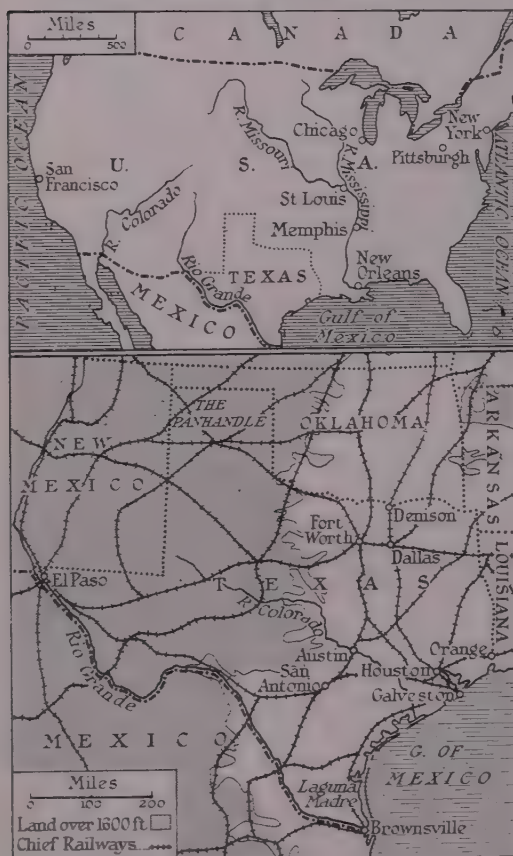 Miles
0 500
CANADA
PACIFIC OCEAN
ATLANTIC OCEAN
U. S. A.
San
Francisco
R. Colorado
R. Missouri
Chicago
R. Mississippi
New
York
Pittsburgh
St Louis
Memphis
TEXAS
New
Orleans
Rio Grande
MEXICO
Gulf of
Mexico
THE
PANHANDLE
OKLAHOMA
ARKANSAS
NEW
MEXICO
Denison
Fort
Worth
Dallas
LOUISIANA
El Paso
TEXAS
R. Colorado
Austin
Houston
Orange
San
Antonio
Galveston
Rio Grande
MEXICO
G. OF
MEXICO
Laguna
Madre
Brownsville
Miles
0 100 200
Land over 1600 ft.
Chief Railways